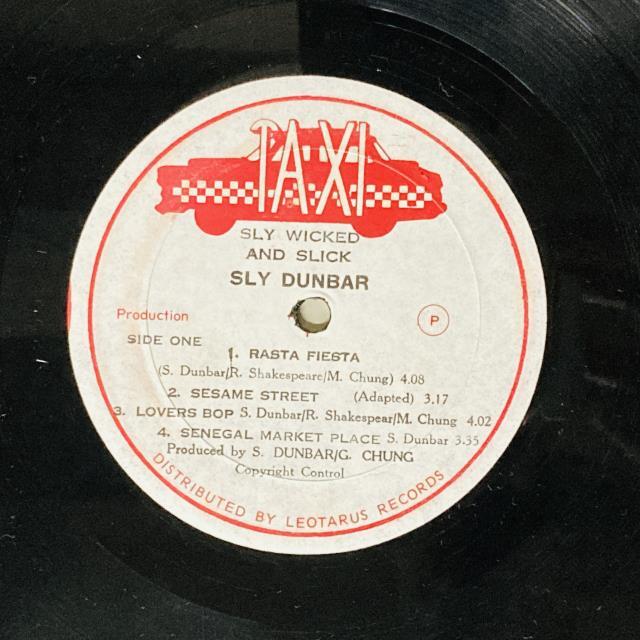 TAXI
SLY WICKED
AND SLICK
SLY DUNBAR
Production
P
SIDE ONE
1. RASTA FIESTA
(S. Dunbar/R. Shakespeare/M. Chung) 4.08
2. SESAME STREET (Adapted) 3.17
3. LOVERS BOP S. Dunbar/R. Shakespear/M. Chung 4.02
4. SENEGAL MARKET PLACE S. Dunbar 3.35
Produced by S. DUNBAR/G. CHUNG
Copyright Control
DISTRIBUTED BY LEOTARUS RECORDS